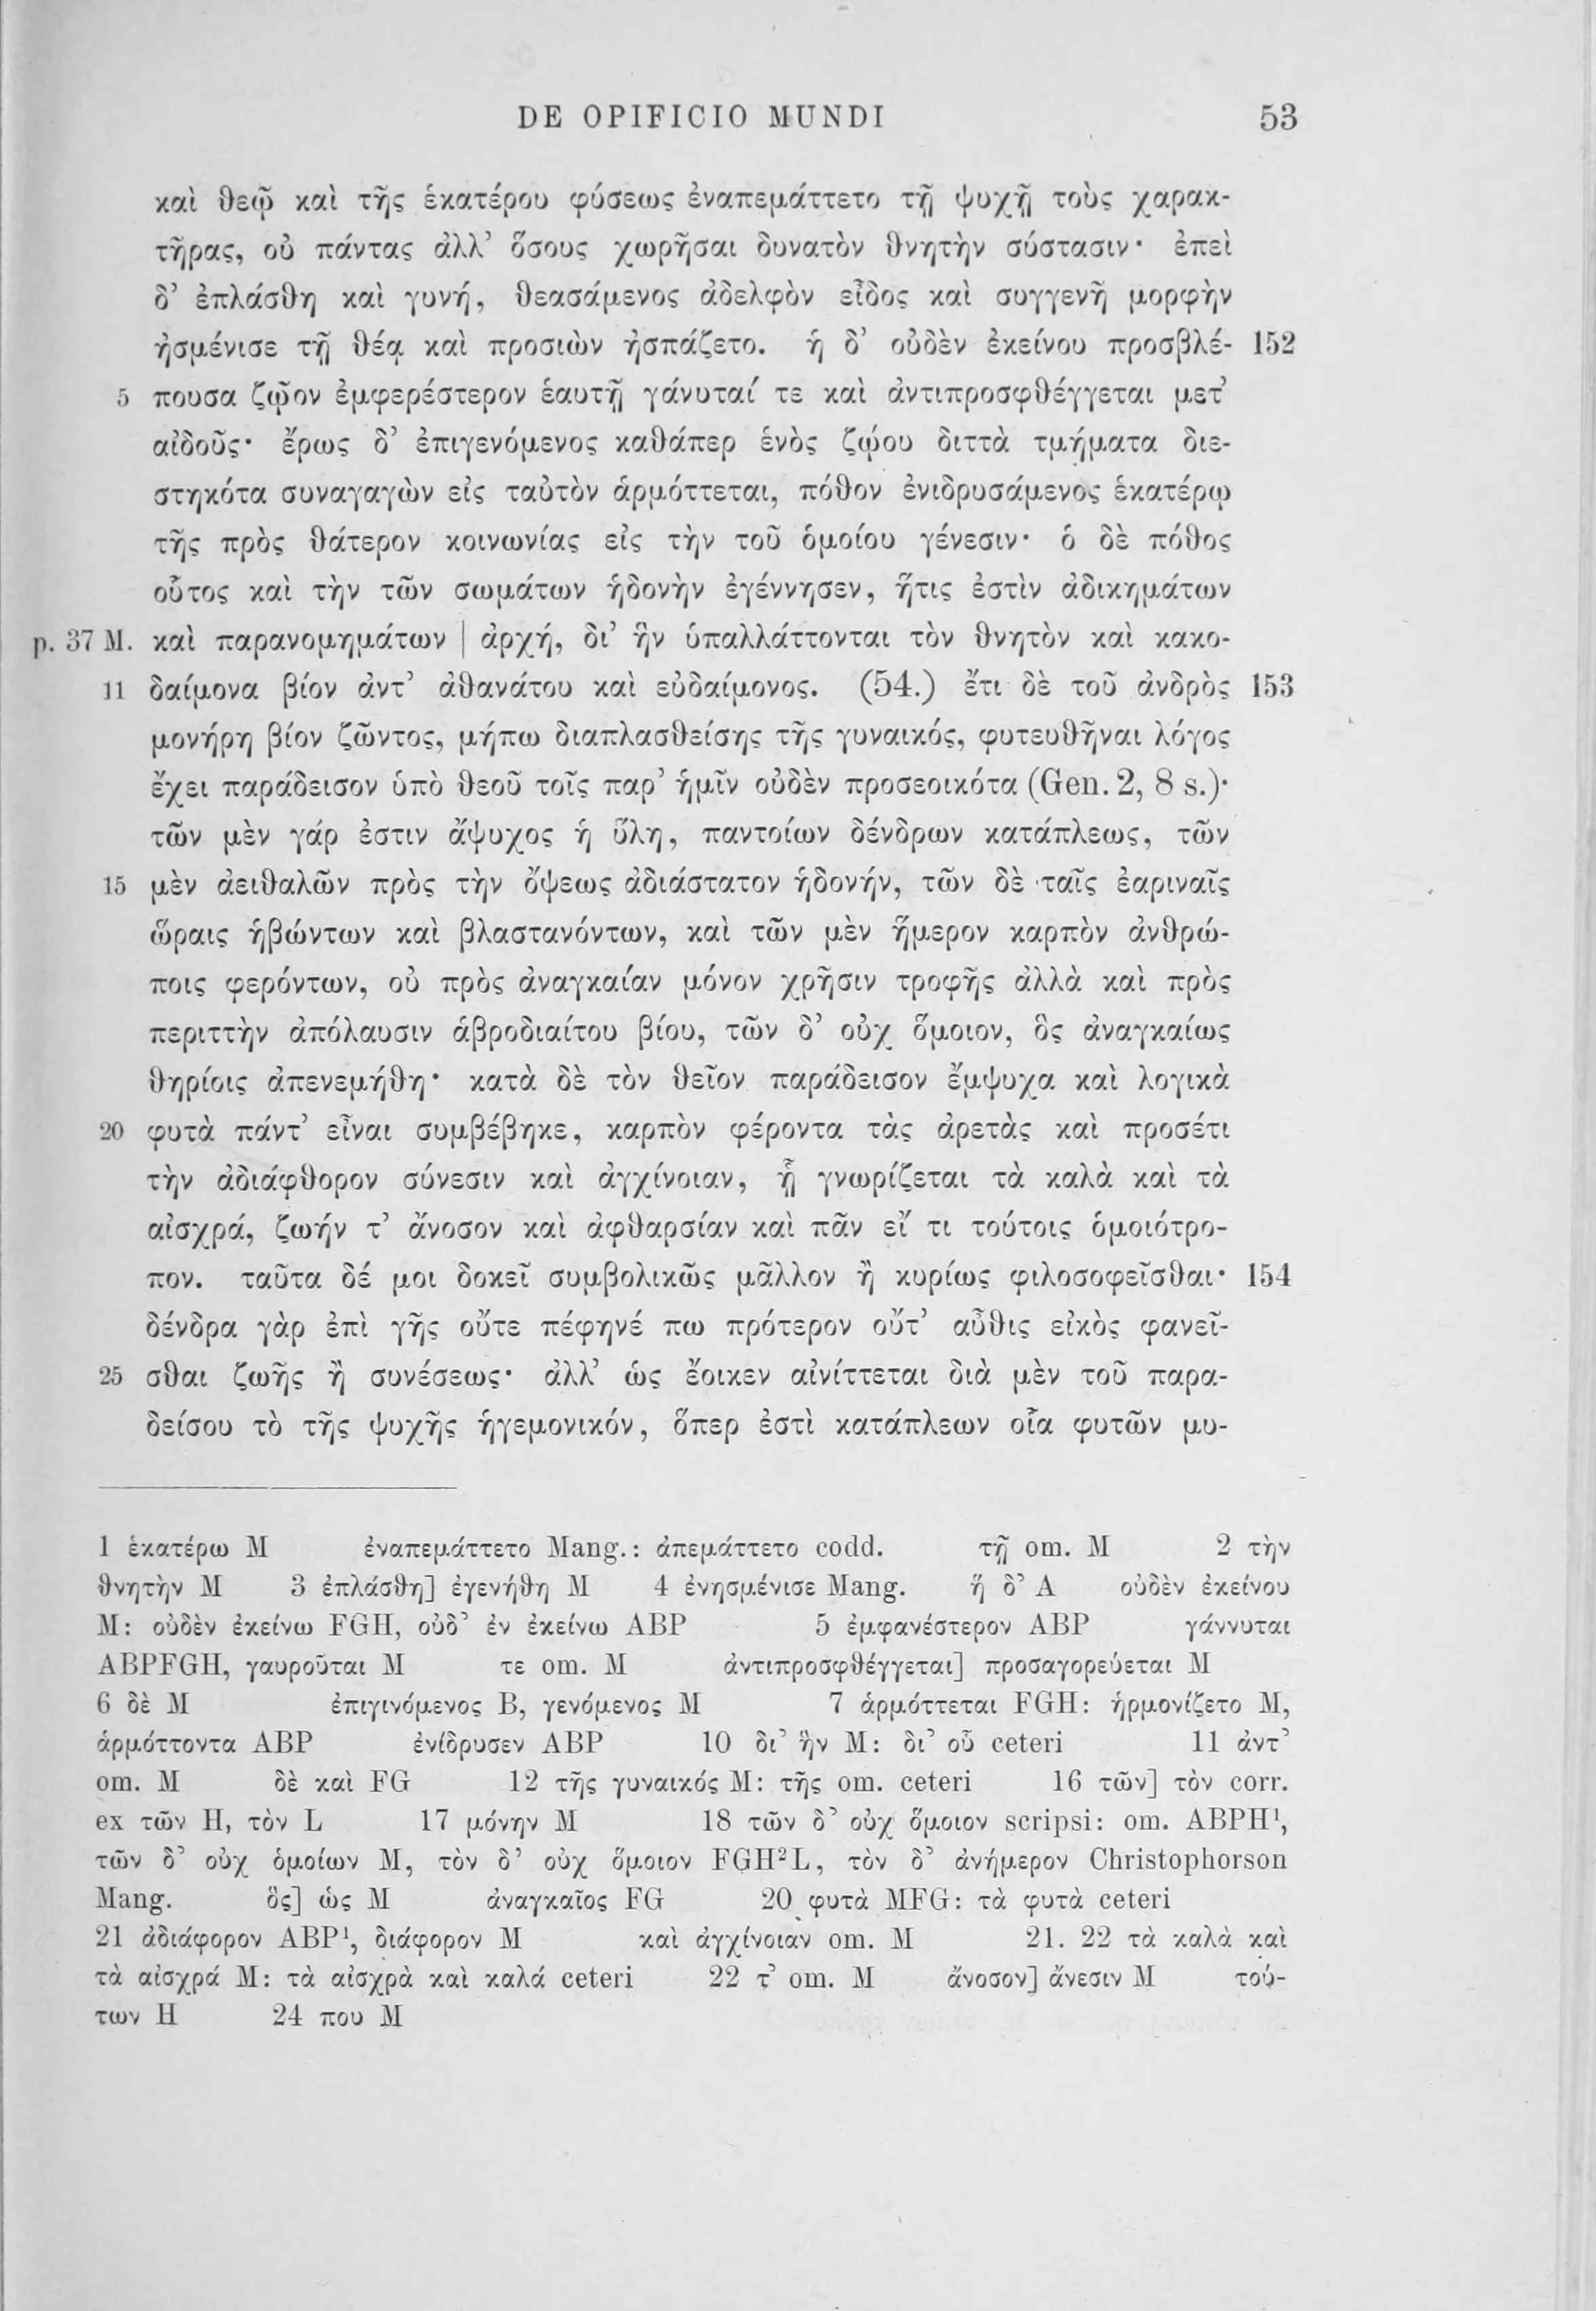 DE OPIFICIO MUNDI 53
καὶ θεῷ καὶ τῆς ἑκατέρου φύσεως ἐναπεμάττετο τῇ ψυχῇ τοὺς χαρακ-
τῆρας, οὐ πάντας ἀλλ’ ὅσους χωρῆσαι δυνατὸν θνητὴν σύστασιν· ἐπεὶ
δ’ ἐπλάσθη καὶ γυνή, θεασάμενος ἀδελφὸν εἶδος καὶ συγγενῆ μορφὴν
ἠσμένισε τῇ θέᾳ καὶ προσιὼν ἠσπάζετο. ἡ δ’ οὐδὲν ἐκείνου προσβλέ- 152
5 πουσα ζῷον ἐμφερέστερον ἑαυτῇ γάνυταί τε καὶ ἀντιπροσφθέγγεται μετ’
αἰδοῦς· ἔρως δ’ ἐπιγενόμενος καθάπερ ἑνὸς ζῴου διττὰ τμήματα διε-
στηκότα συναγαγὼν εἰς ταὐτὸν ἁρμόττεται, πόθον ἐνιδρυσάμενος ἑκατέρῳ
τῆς πρὸς θάτερον κοινωνίας εἰς τὴν τοῦ ὁμοίου γένεσιν· ὁ δὲ πόθος
οὗτος καὶ τὴν τῶν σωμάτων ἡδονὴν ἐγέννησεν, ἥτις ἐστὶν ἀδικημάτων
p. 37 M. καὶ παρανομημάτων | ἀρχή, δι’ ἣν ὑπαλλάττονται τὸν θνητὸν καὶ κακο-
11 δαίμονα βίον ἀντ’ ἀθανάτου καὶ εὐδαίμονος. (54.) ἔτι δὲ τοῦ ἀνδρὸς 153
μονήρη βίον ζῶντος, μήπω διαπλασθείσης τῆς γυναικός, φυτευθῆναι λόγος
ἔχει παράδεισον ὑπὸ θεοῦ τοῖς παρ’ ἡμῖν οὐδὲν προσεοικότα (Gen. 2, 8 s.)·
τῶν μὲν γάρ ἐστιν ἄψυχος ἡ ὕλη, παντοίων δένδρων κατάπλεως, τῶν
15 μὲν ἀειθαλῶν πρὸς τὴν ὄψεως ἀδιάστατον ἡδονήν, τῶν δὲ ταῖς ἐαριναῖς
ὥραις ἡβώντων καὶ βλαστανόντων, καὶ τῶν μὲν ἥμερον καρπὸν ἀνθρώ-
ποις φερόντων, οὐ πρὸς ἀναγκαίαν μόνον χρῆσιν τροφῆς ἀλλὰ καὶ πρὸς
περιττὴν ἀπόλαυσιν ἁβροδιαίτου βίου, τῶν δ’ οὐχ ὅμοιον, ὃς ἀναγκαίως
θηρίοις ἀπενεμήθη· κατὰ δὲ τὸν θεῖον παράδεισον ἔμψυχα καὶ λογικὰ
20 φυτὰ πάντ’ εἶναι συμβέβηκε, καρπὸν φέροντα τὰς ἀρετὰς καὶ προσέτι
τὴν ἀδιάφθορον σύνεσιν καὶ ἀγχίνοιαν, ᾗ γνωρίζεται τὰ καλὰ καὶ τὰ
αἰσχρά, ζωήν τ’ ἄνοσον καὶ ἀφθαρσίαν καὶ πᾶν εἴ τι τούτοις ὁμοιότρο-
πον. ταῦτα δέ μοι δοκεῖ συμβολικῶς μᾶλλον ἢ κυρίως φιλοσοφεῖσθαι· 154
δένδρα γὰρ ἐπὶ γῆς οὔτε πέφηνέ πω πρότερον οὔτ’ αὖθις εἰκὸς φανεῖ-
25 σθαι ζωῆς ἢ συνέσεως· ἀλλ’ ὡς ἔοικεν αἰνίττεται διὰ μὲν τοῦ παρα-
δείσου τὸ τῆς ψυχῆς ἡγεμονικόν, ὅπερ ἐστὶ κατάπλεων οἷα φυτῶν μυ-
1 ἑκατέρω M ἐναπεμάττετο Mang.: ἀπεμάττετο codd. τῇ om. M 2 τὴν
θνητὴν M 3 ἐπλάσθη] ἐγενήθη M 4 ἐνησμένισε Mang. ἥ δ’ A οὐδὲν ἐκείνου
M: οὐδὲν ἐκείνω FGH, οὐδ’ ἐν ἐκείνω ABP 5 ἐμφανέστερον ABP γάννυται
ABPFGH, γαυροῦται M τε om. M ἀντιπροσφθέγγεται] προσαγορεύεται M
6 δὲ M ἐπιγινόμενος B, γενόμενος M 7 ἁρμόττεται FGH: ἡρμονίζετο M,
ἁρμόττοντα ABP ἐνίδρυσεν ABP 10 δι’ ἣν M: δι’ οὗ ceteri 11 ἀντ’
om. M δὲ καὶ FG 12 τῆς γυναικός M: τῆς om. ceteri 16 τῶν] τὸν corr.
ex τῶν H, τὸν L 17 μόνην M 18 τῶν δ’ οὐχ ὅμοιον scripsi: om. ABPH¹,
τῶν δ’ οὐχ ὁμοίων M, τὸν δ’ οὐχ ὅμοιον FGH²L, τὸν δ’ ἀνήμερον Christophorson
Mang. ὃς] ὡς M ἀναγκαῖος FG 20 φυτὰ MFG: τὰ φυτὰ ceteri
21 ἀδιάφορον ABP¹, διάφορον M καὶ ἀγχίνοιαν om. M 21. 22 τὰ καλὰ καὶ
τὰ αἰσχρά M: τὰ αἰσχρὰ καὶ καλά ceteri 22 τ’ om. M ἄνοσον] ἄνεσιν M τού-
των H 24 που M